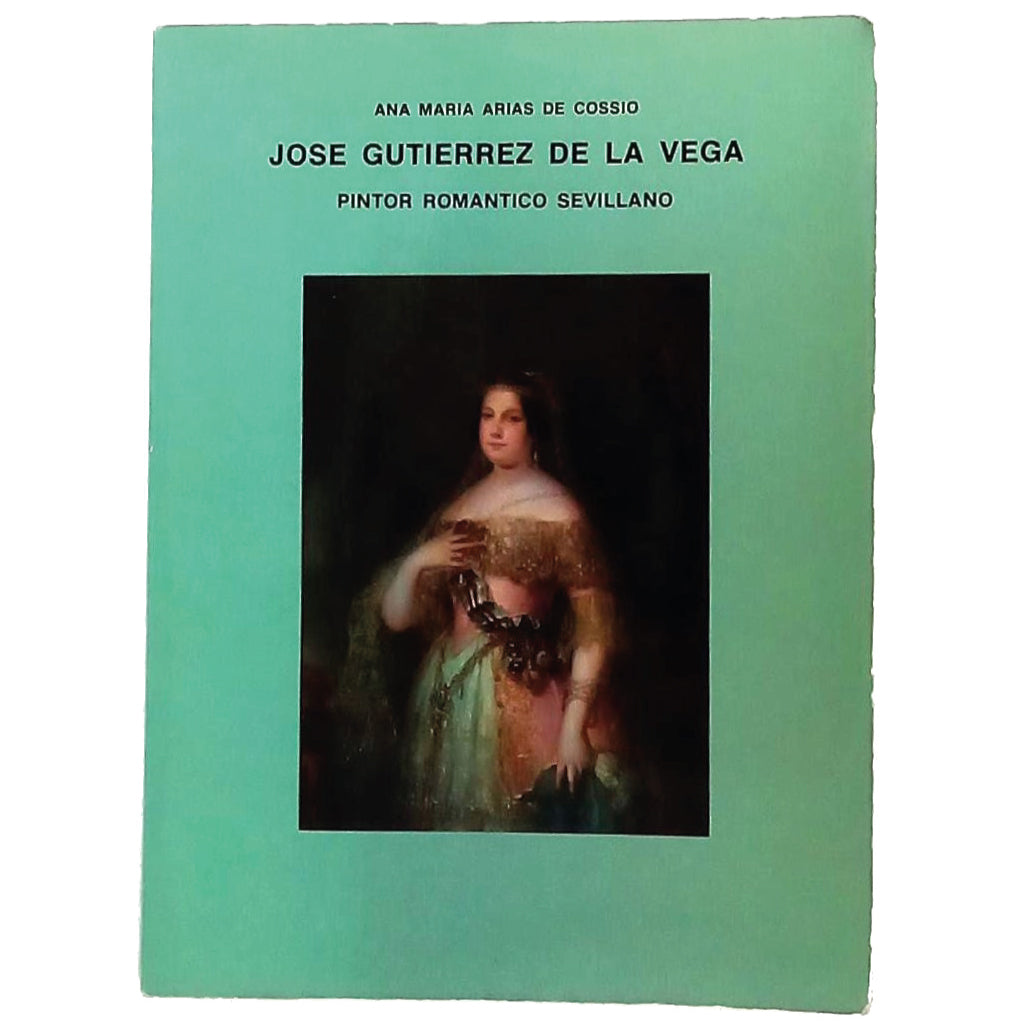 ANA MARIA ARIAS DE COSSIO
JOSE GUTIERREZ DE LA VEGA
PINTOR ROMANTICO SEVILLANO